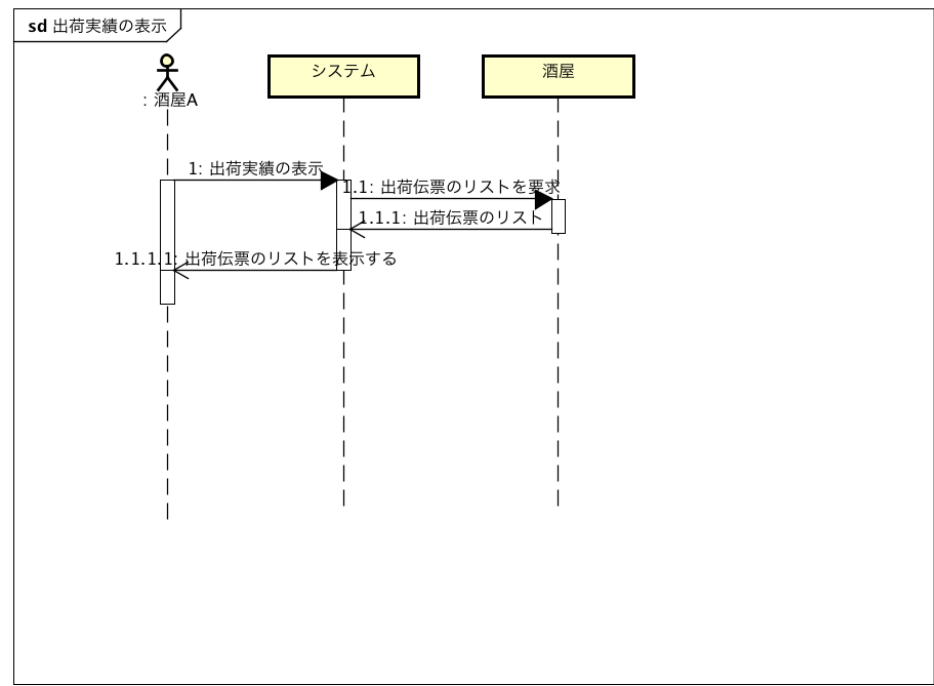 sd 出荷実績の表示
システム
酒屋
: 酒屋A
1: 出荷実績の表示
1.1: 出荷伝票のリストを要求
1.1.1: 出荷伝票のリスト
1.1.1.1: 出荷伝票のリストを表示する